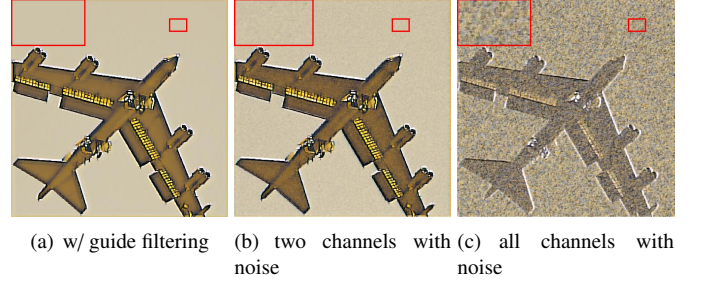 (a) w/ guide filtering
(b) two channels with
noise
(c) all channels with
noise